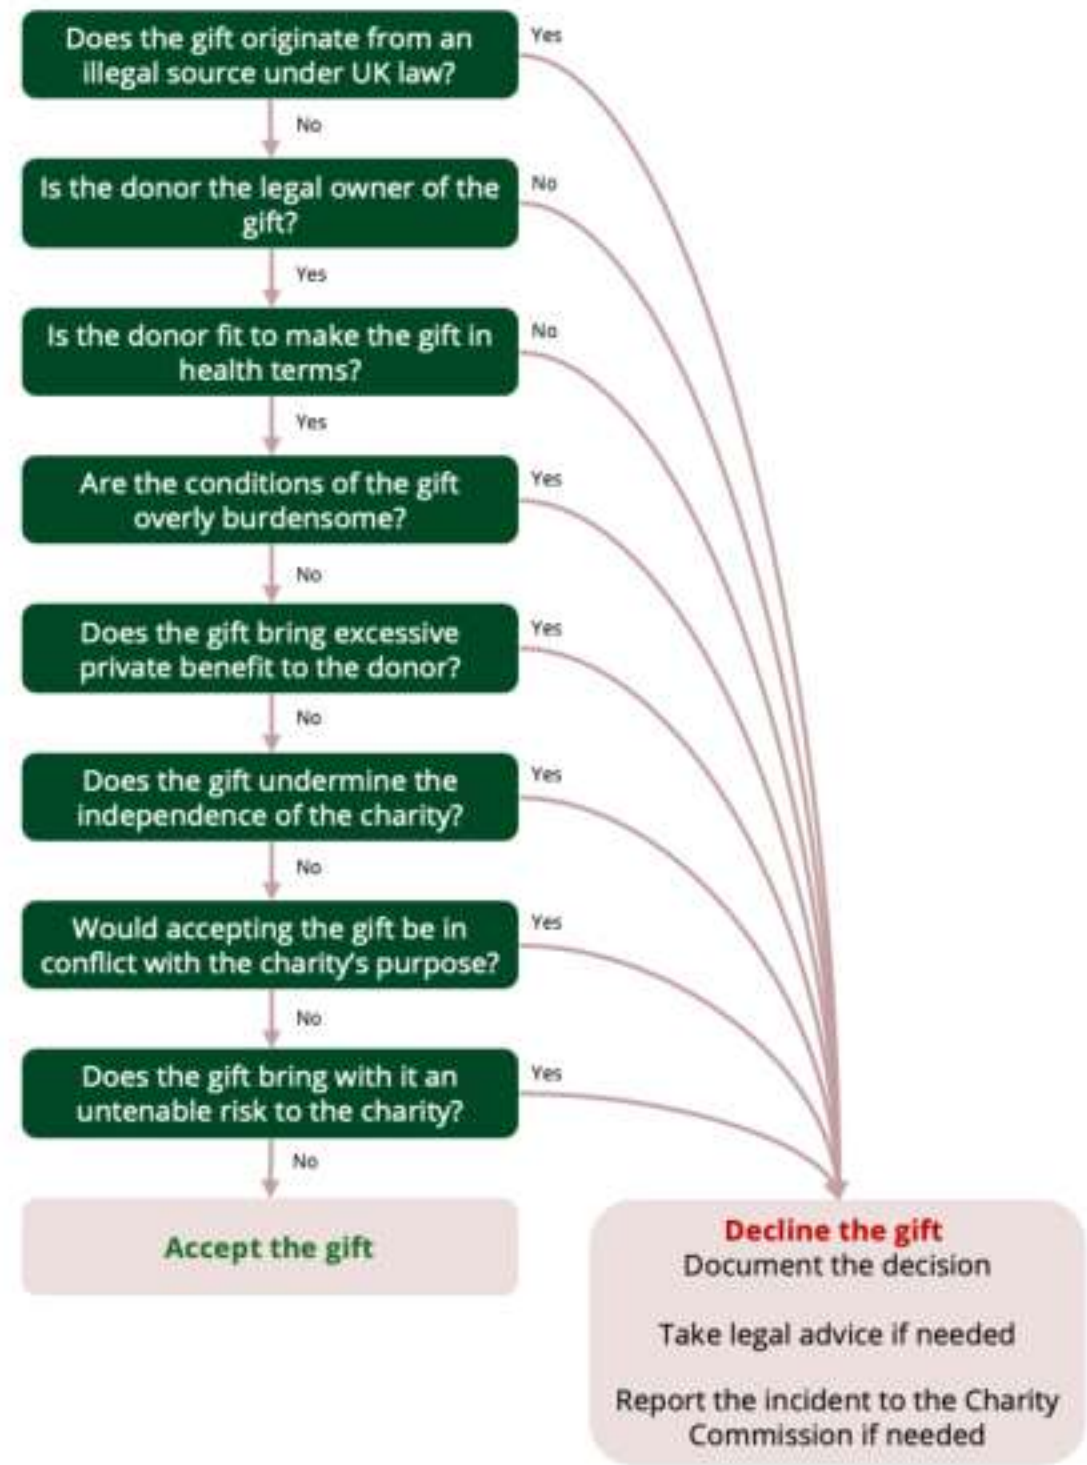 Does the gift originate from an
illegal source under UK law?
Yes
No
Is the donor the legal owner of the
gift?
No
Yes
Is the donor fit to make the gift in
health terms?
No
Yes
Are the conditions of the gift
overly burdensome?
Yes
No
Does the gift bring excessive
private benefit to the donor?
Yes
No
Does the gift undermine the
independence of the charity?
Yes
No
Would accepting the gift be in
conflict with the charity's purpose?
Yes
No
Does the gift bring with it an
untenable risk to the charity?
Yes
No
Accept the gift
Decline the gift
Document the decision
Take legal advice if needed
Report the incident to the Charity
Commission if needed